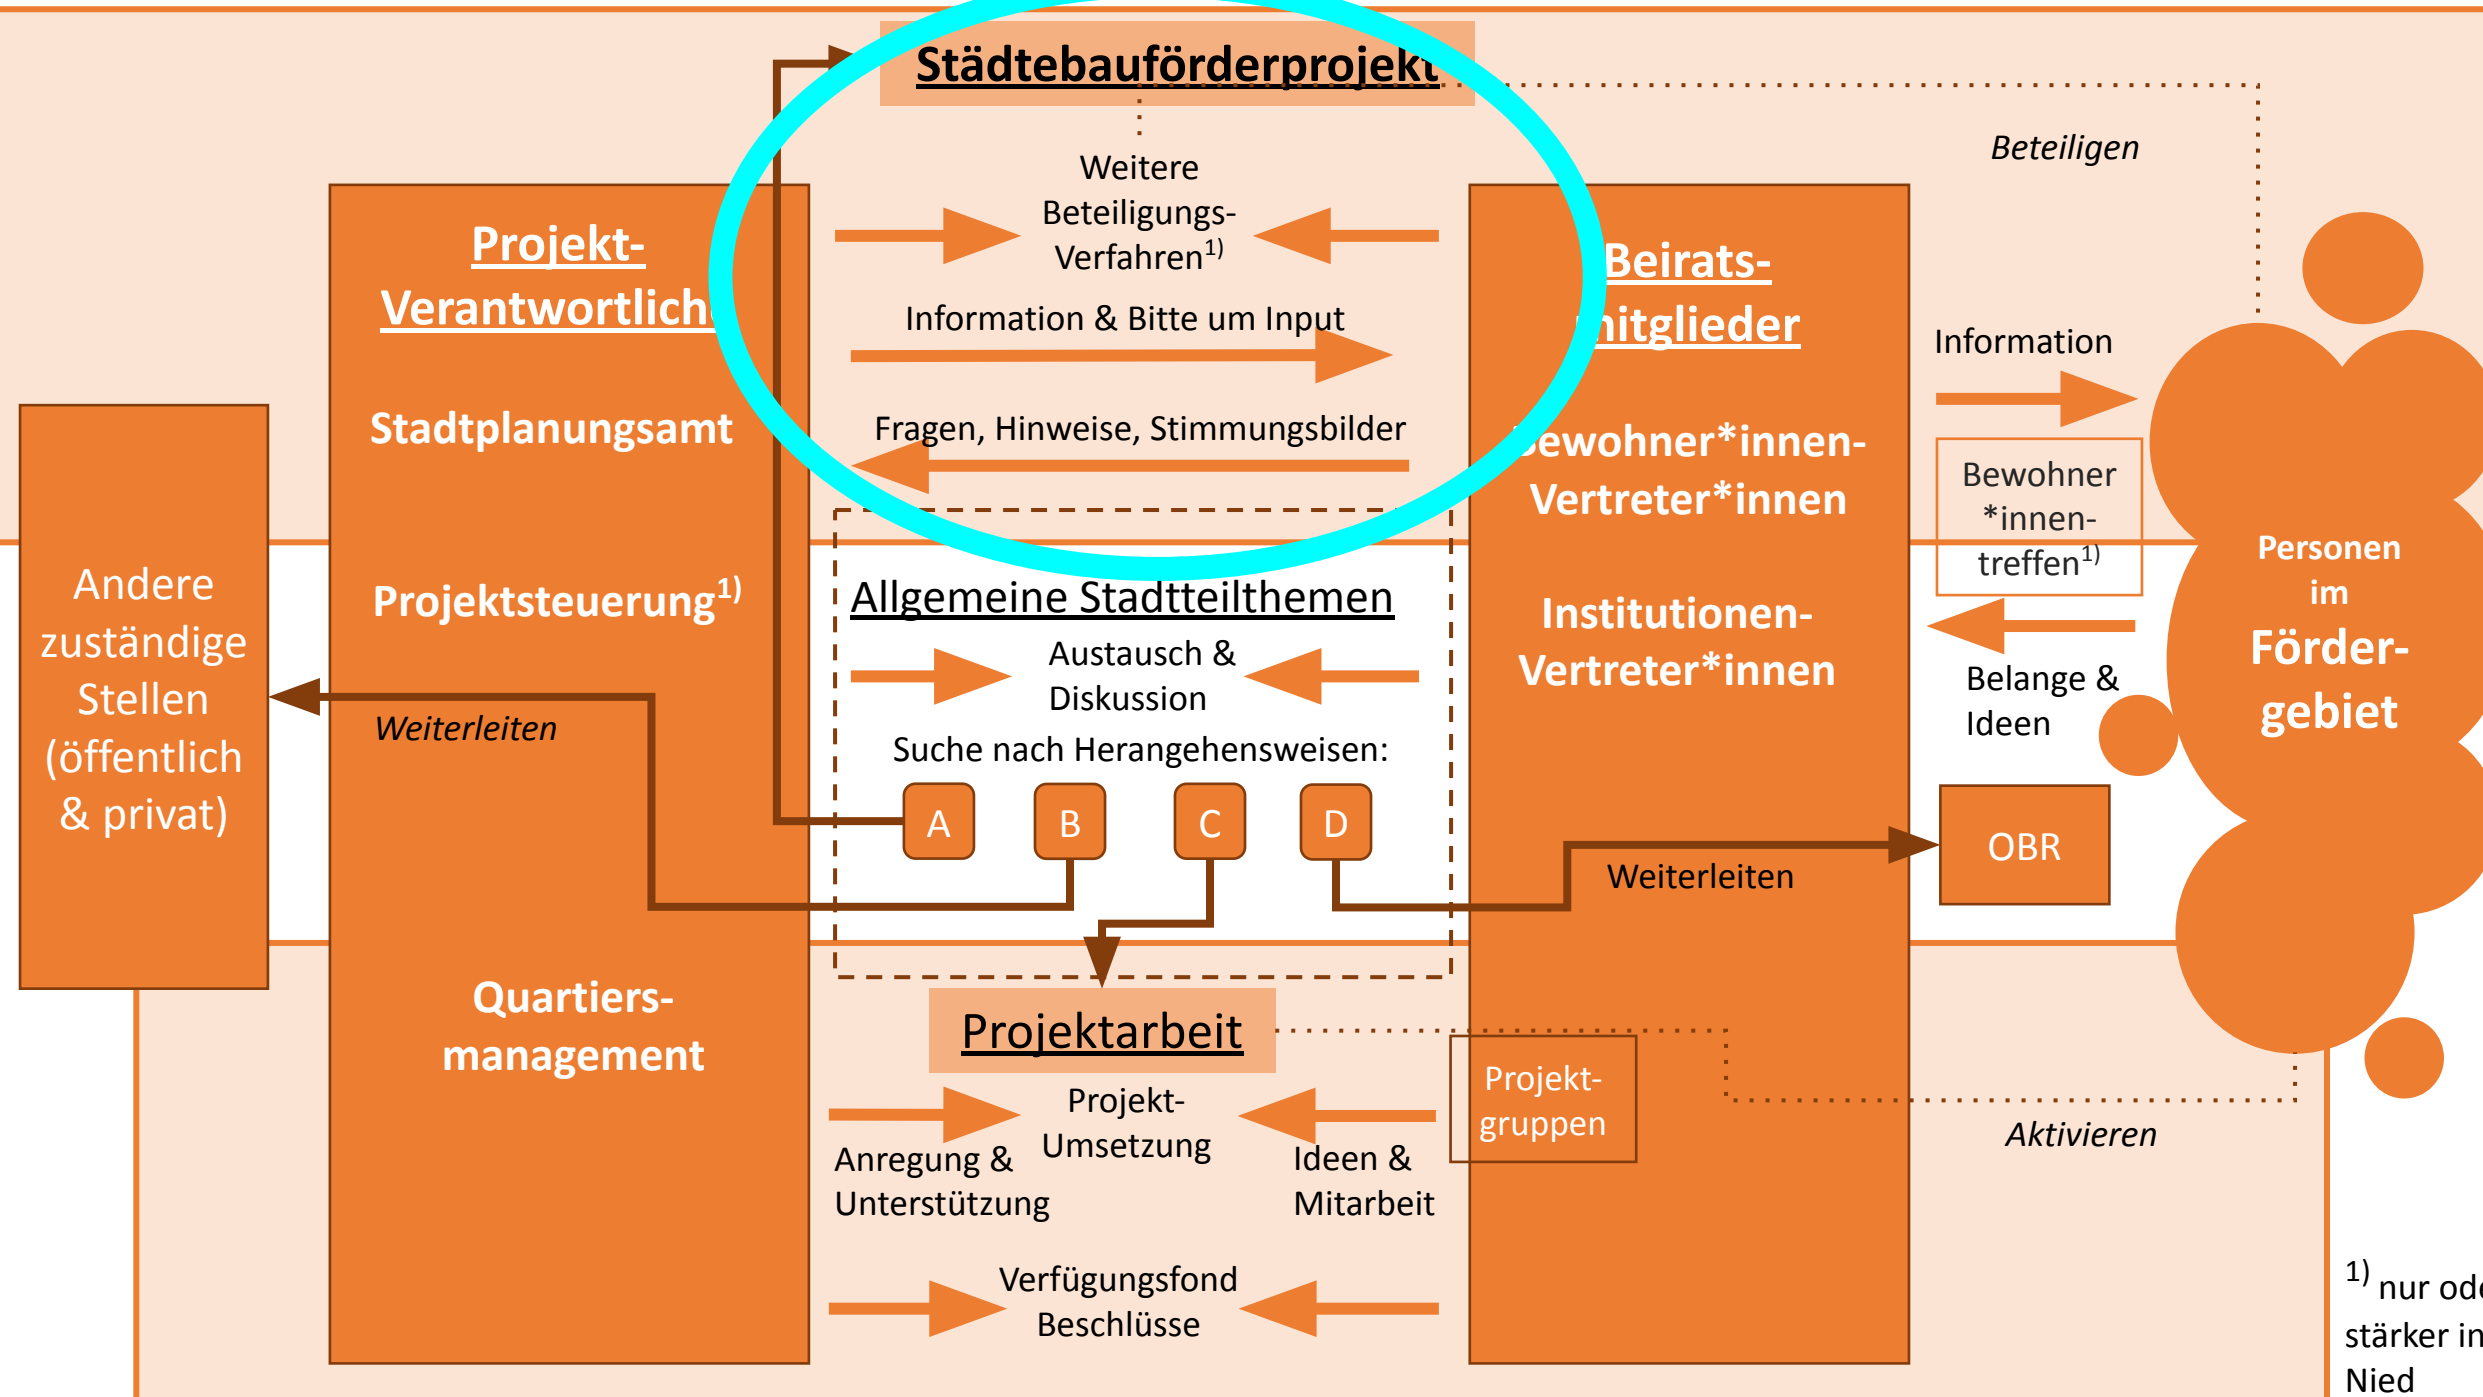 Städtebauförderprojekt
Beteiligen
Weitere
Beteiligungs-
Verfahren1)
Projekt-
Verantwortlich
Information & Bitte um Input
Fragen, Hinweise, Stimmungsbilder
Stadtplanungsamt
Projektsteuerung1)
Quartiers-
management
Beirats-
mitglieder
Bewohner*innen-
Vertreter*innen
Institutionen-
Vertreter*innen
Information
Bewohner
*innen-
treffen1)
Belange &
Ideen
Personen
im
Förder-
gebiet
Andere
zuständige
Stellen
(öffentlich
& privat)
Weiterleiten
Allgemeine Stadtteilthemen
Austausch &
Diskussion
Suche nach Herangehensweisen:
A B C D
Weiterleiten
OBR
Projektarbeit
Projekt-
Umsetzung
Anregung &
Unterstützung
Ideen &
Mitarbeit
Projekt-
gruppen
Aktivieren
Verfügungsfond
Beschlüsse
1) nur ode
stärker in
Nied